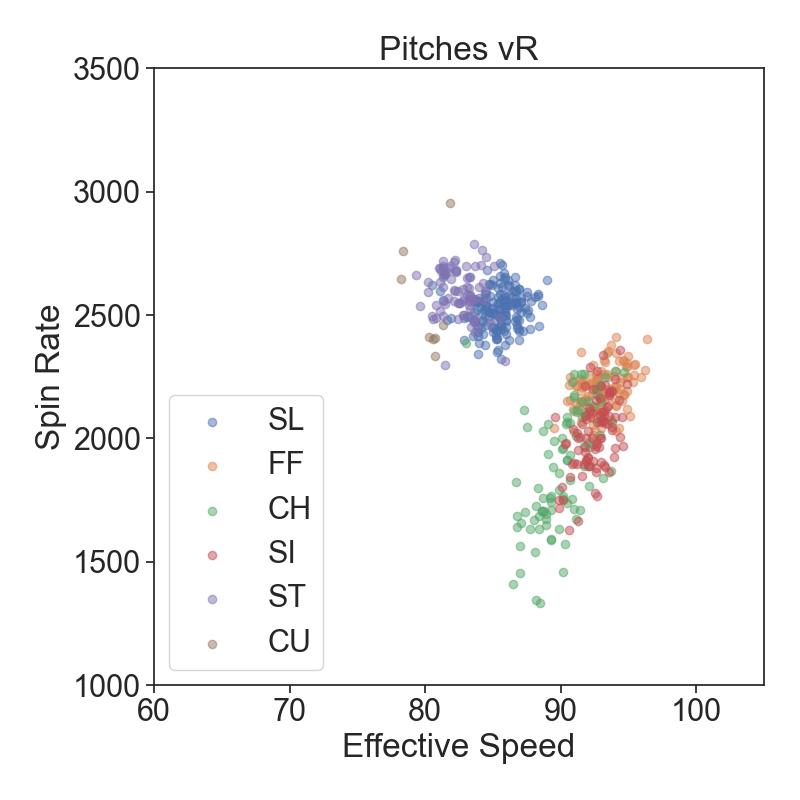 Pitches vR
3500
3000
2500
2000
1500
1000
Spin Rate
SL
FF
CH
SI
ST
CU
60
70
80
90
100
Effective Speed